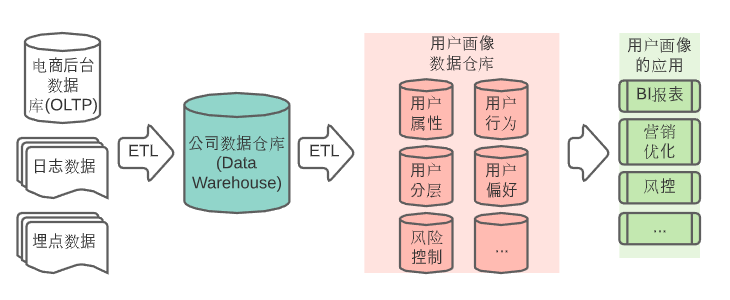 电商后台
数据
库(OLTP)
日志数据
埋点数据
ETL
公司数据仓库
(Data
Warehouse)
ETL
用户画像
数据仓库
用户
属性
用户
行为
用户
分层
用户
偏好
风险
控制
...
用户画像
的应用
BI报表
营销
优化
风控
...